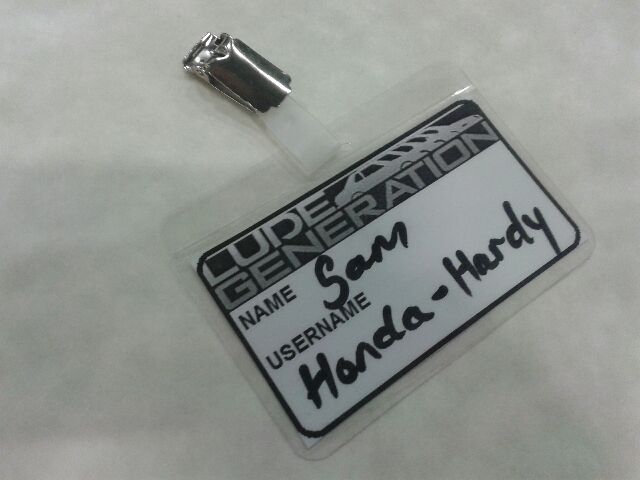 LUDE
GENERATION
NAME Sam
USERNAME
Honda-Hardy